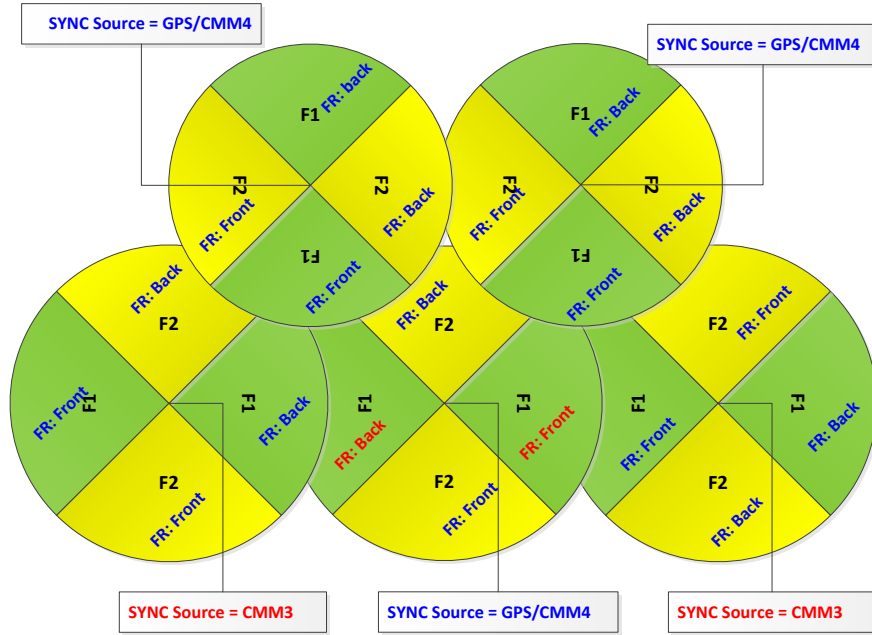 SYNC Source = GPS/CMM4
SYNC Source = GPS/CMM4
F1
FR: back
F2
FR: Front
F2
FR: Back
F1
FR: Front
F1
FR: Back
F2
FR: Front
F2
FR: Back
F1
FR: Front
FR: Back
F2
F1
FR: Front
F1
FR: Back
F2
FR: Front
FR: Back
F2
F1
FR: Back
F1
FR: Front
F2
FR: Front
F2
FR: Front
F1
FR: Front
F1
FR: Back
F2
FR: Back
SYNC Source = CMM3
SYNC Source = GPS/CMM4
SYNC Source = CMM3